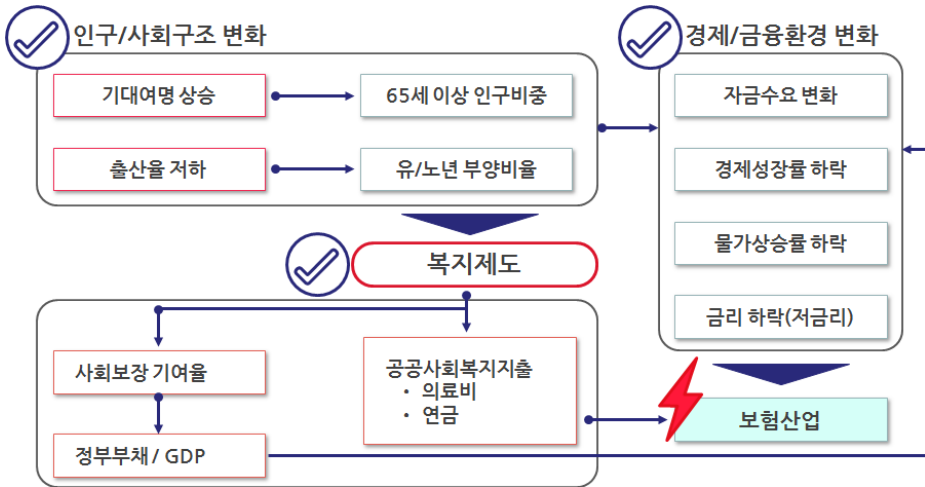 인구/사회구조 변화
기대여명 상승
65세 이상 인구비중
출산율 저하
유/노년 부양비율
경제/금융환경 변화
자금수요 변화
경제성장률 하락
물가상승률 하락
금리 하락(저금리)
복지제도
사회보장 기여율
정부부채 / GDP
공공사회복지지출
· 의료비
· 연금
보험산업